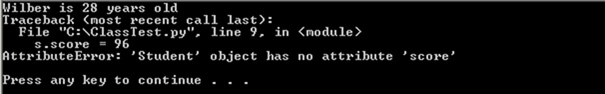 Wilber is 28 years old
Traceback (most recent call last):
  File "C:\ClassTest.py", line 9, in <module>
    s.score = 96
AttributeError: 'Student' object has no attribute 'score'
Press any key to continue . . .